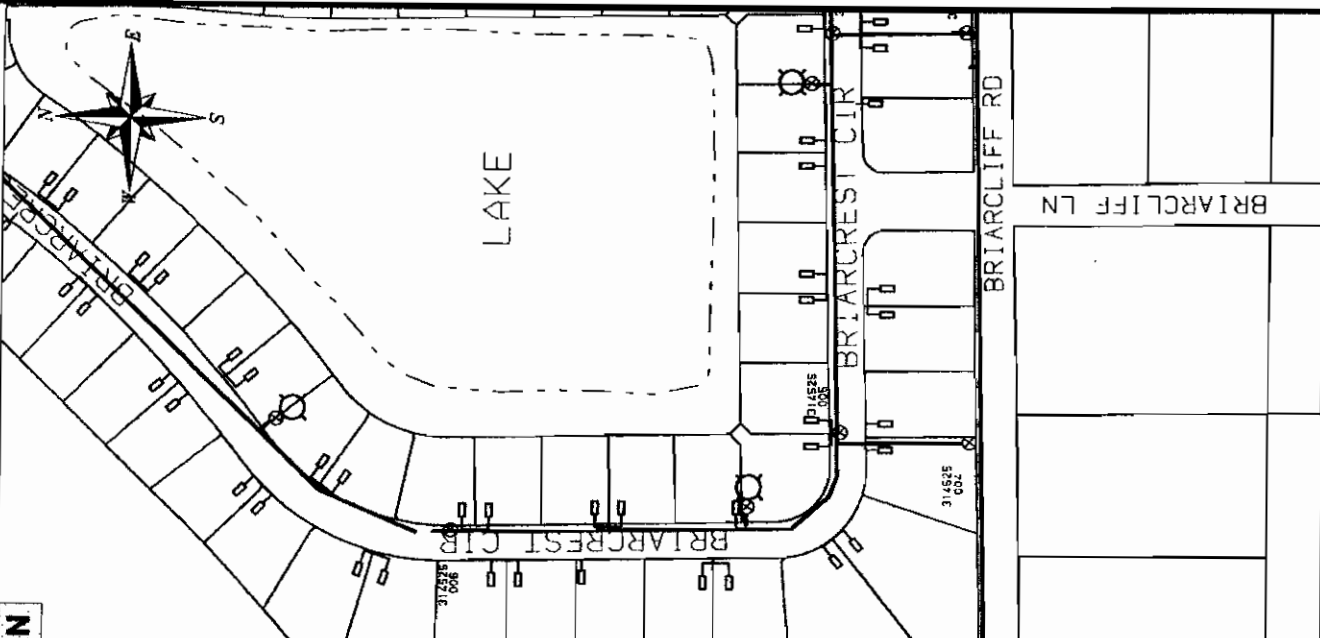 E
N
S
W
LAKE
BRIARCREST CIR
BRIARCLIFF RD
BRIARCLIFF LN
314525
005
314525
004
BRIARCREST CIR
314525
006
N